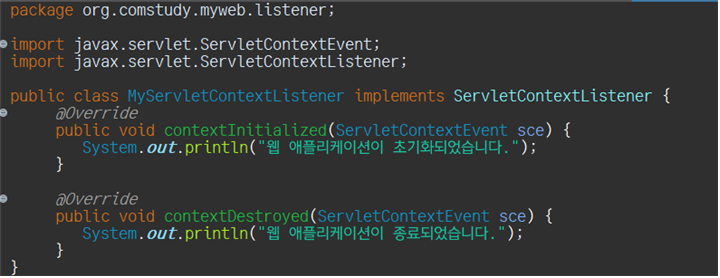 package org.comstudy.myweb.listener;
import javax.servlet.ServletContextEvent;
import javax.servlet.ServletContextListener;
public class MyServletContextListener implements ServletContextListener {
@Override
public void contextInitialized(ServletContextEvent sce) {
System.out.println("웹 애플리케이션이 초기화되었습니다.");
}
@Override
public void contextDestroyed(ServletContextEvent sce) {
System.out.println("웹 애플리케이션이 종료되었습니다.");
}
}